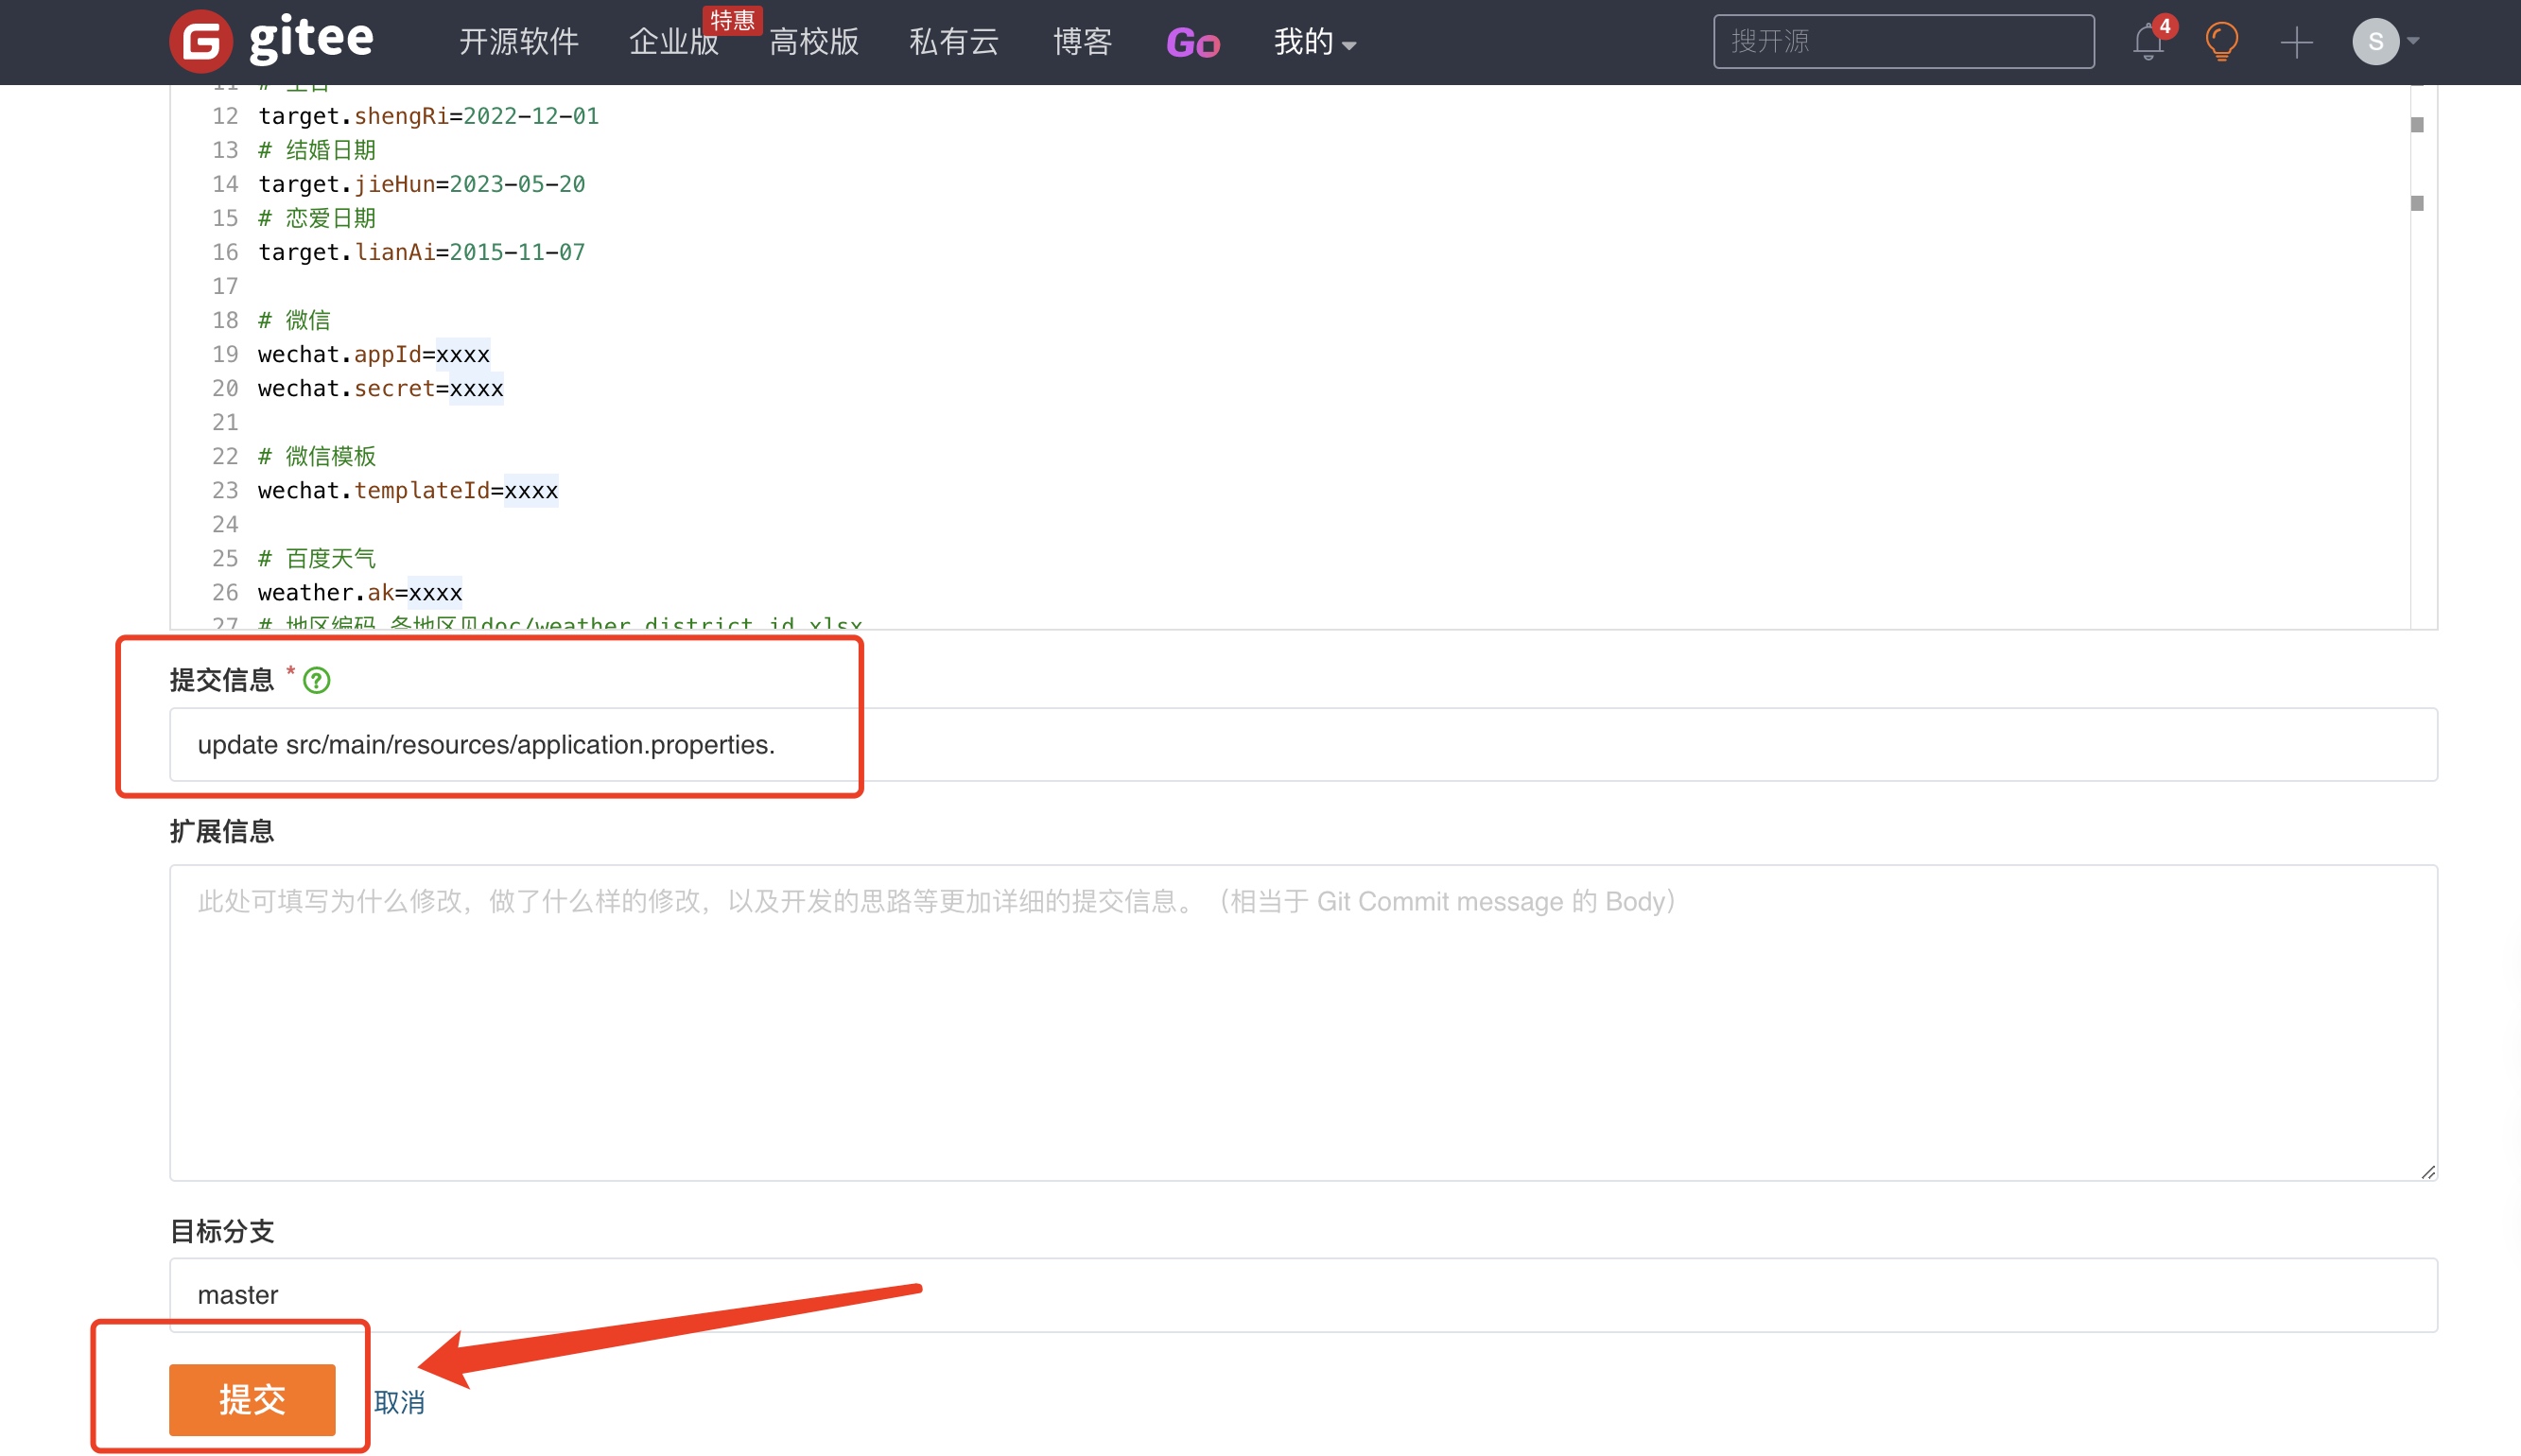 gitee 开源软件 企业版 特惠 高校版 私有云 博客 Go 我的 搜开源 4 S
12 target.shengRi=2022-12-01
13 # 结婚日期
14 target.jieHun=2023-05-20
15 # 恋爱日期
16 target.lianAi=2015-11-07
17
18 # 微信
19 wechat.appId=xxxx
20 wechat.secret=xxxx
21
22 # 微信模板
23 wechat.templateId=xxxx
24
25 # 百度天气
26 weather.ak=xxxx
27 # 地区编码 各地区见doc/weather_district_id.xlsx
提交信息 * ?
update src/main/resources/application.properties.
扩展信息
此处可填写为什么修改，做了什么样的修改，以及开发的思路等更加详细的提交信息。（相当于 Git Commit message 的 Body）
目标分支
master
提交 取消